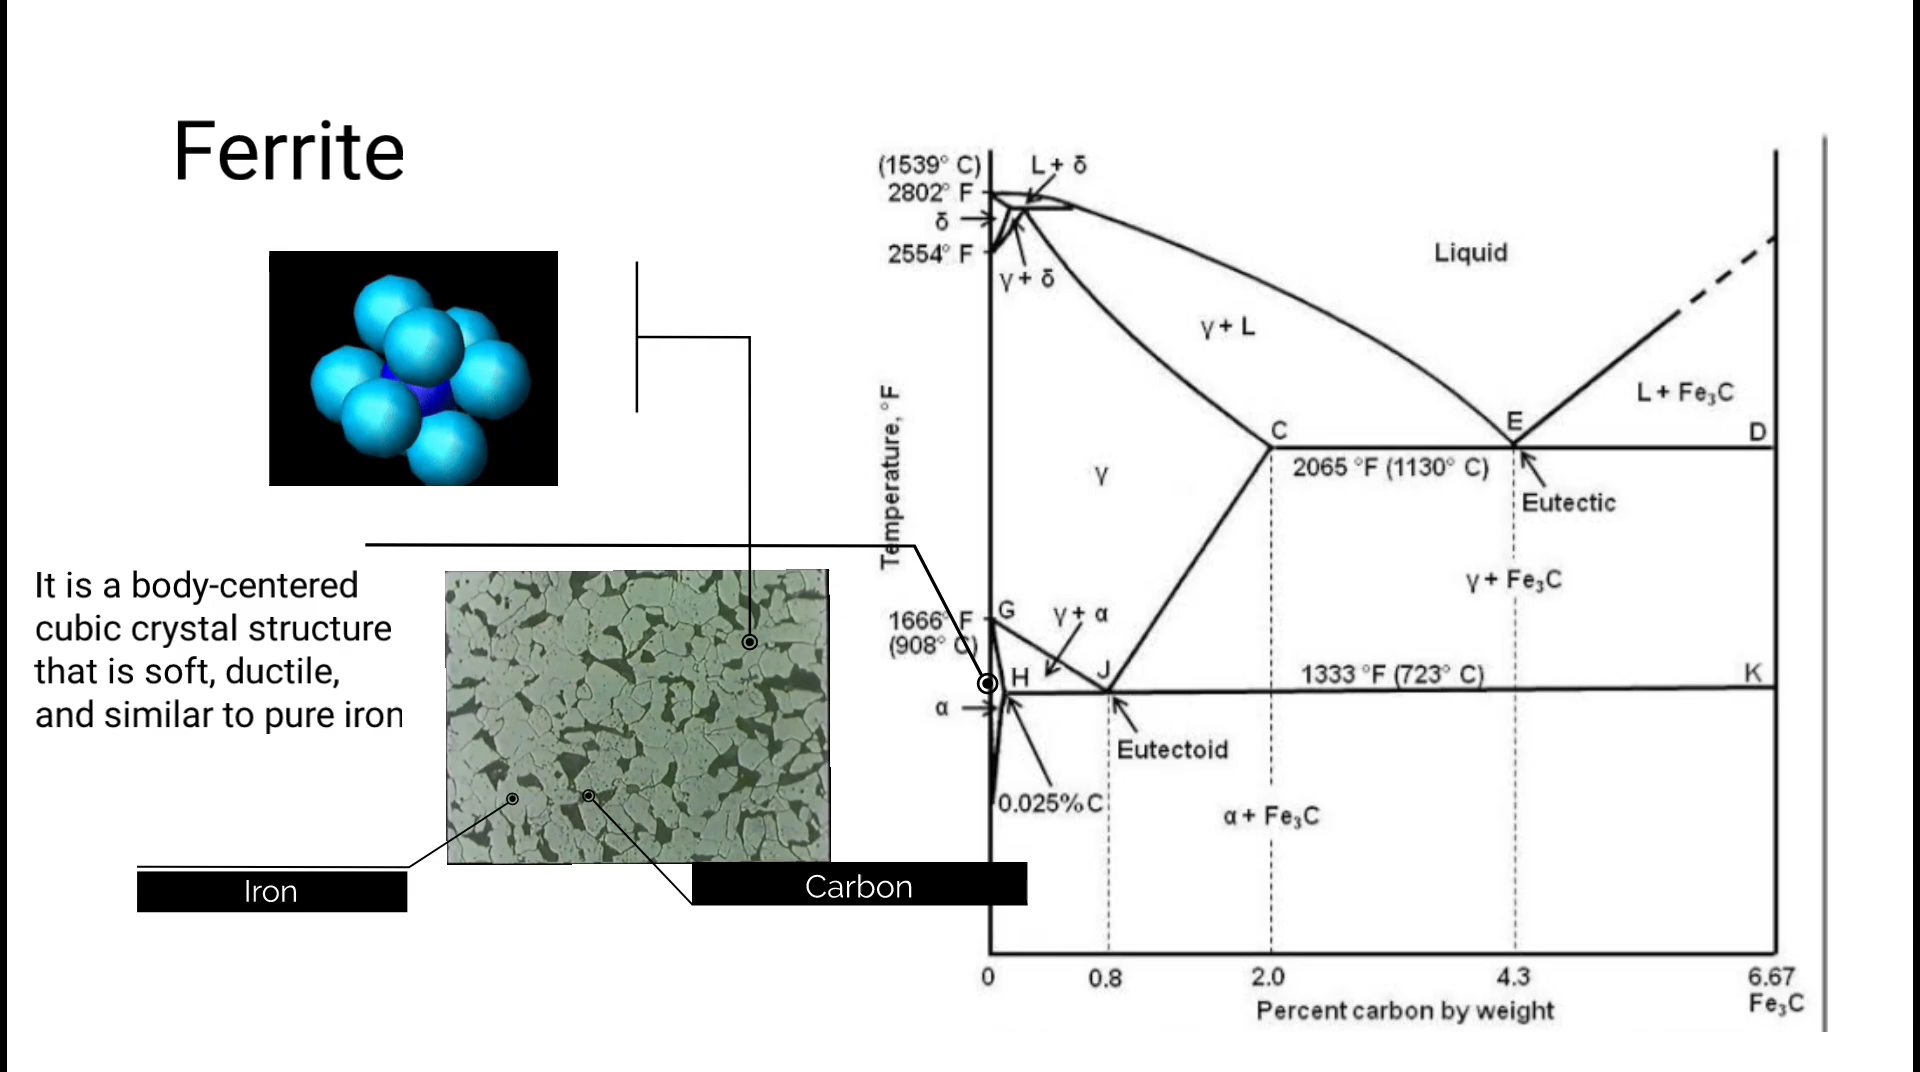 Ferrite
It is a body-centered
cubic crystal structure
that is soft, ductile,
and similar to pure iron
Iron
Carbon
(1539° C)
2802° F
L + δ
δ
2554° F
γ + δ
Liquid
γ + L
L + Fe₃C
Temperature, °F
C
E
D
2065 °F (1130° C)
Eutectic
γ
γ + Fe₃C
1666° F
(908° C)
G
γ + α
H
J
1333 °F (723° C)
K
α
Eutectoid
0.025%C
α + Fe₃C
0
0.8
2.0
4.3
6.67
Fe₃C
Percent carbon by weight